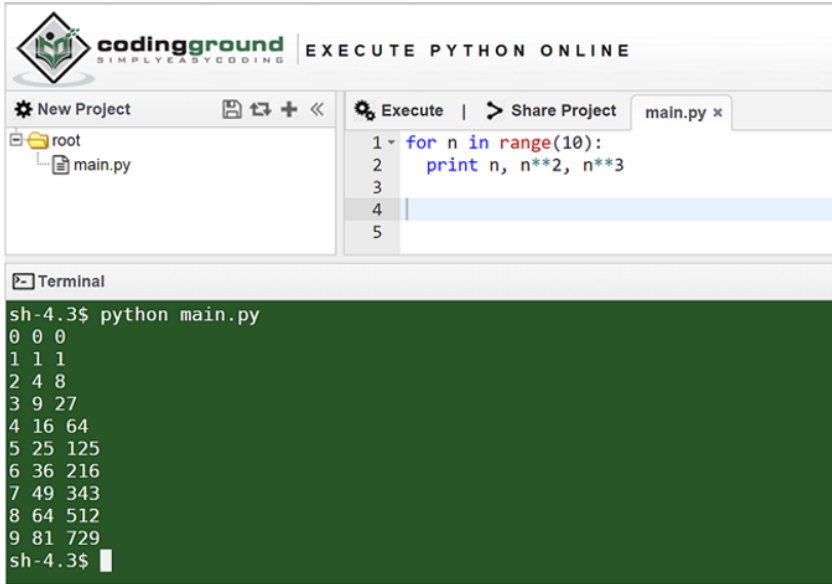 codingground
SIMPLYEASYCODING
EXECUTE PYTHON ONLINE
New Project
root
main.py
Execute | Share Project main.py ×
1 for n in range(10):
2   print n, n**2, n**3
3
4
5
Terminal
sh-4.3$ python main.py
0 0 0
1 1 1
2 4 8
3 9 27
4 16 64
5 25 125
6 36 216
7 49 343
8 64 512
9 81 729
sh-4.3$